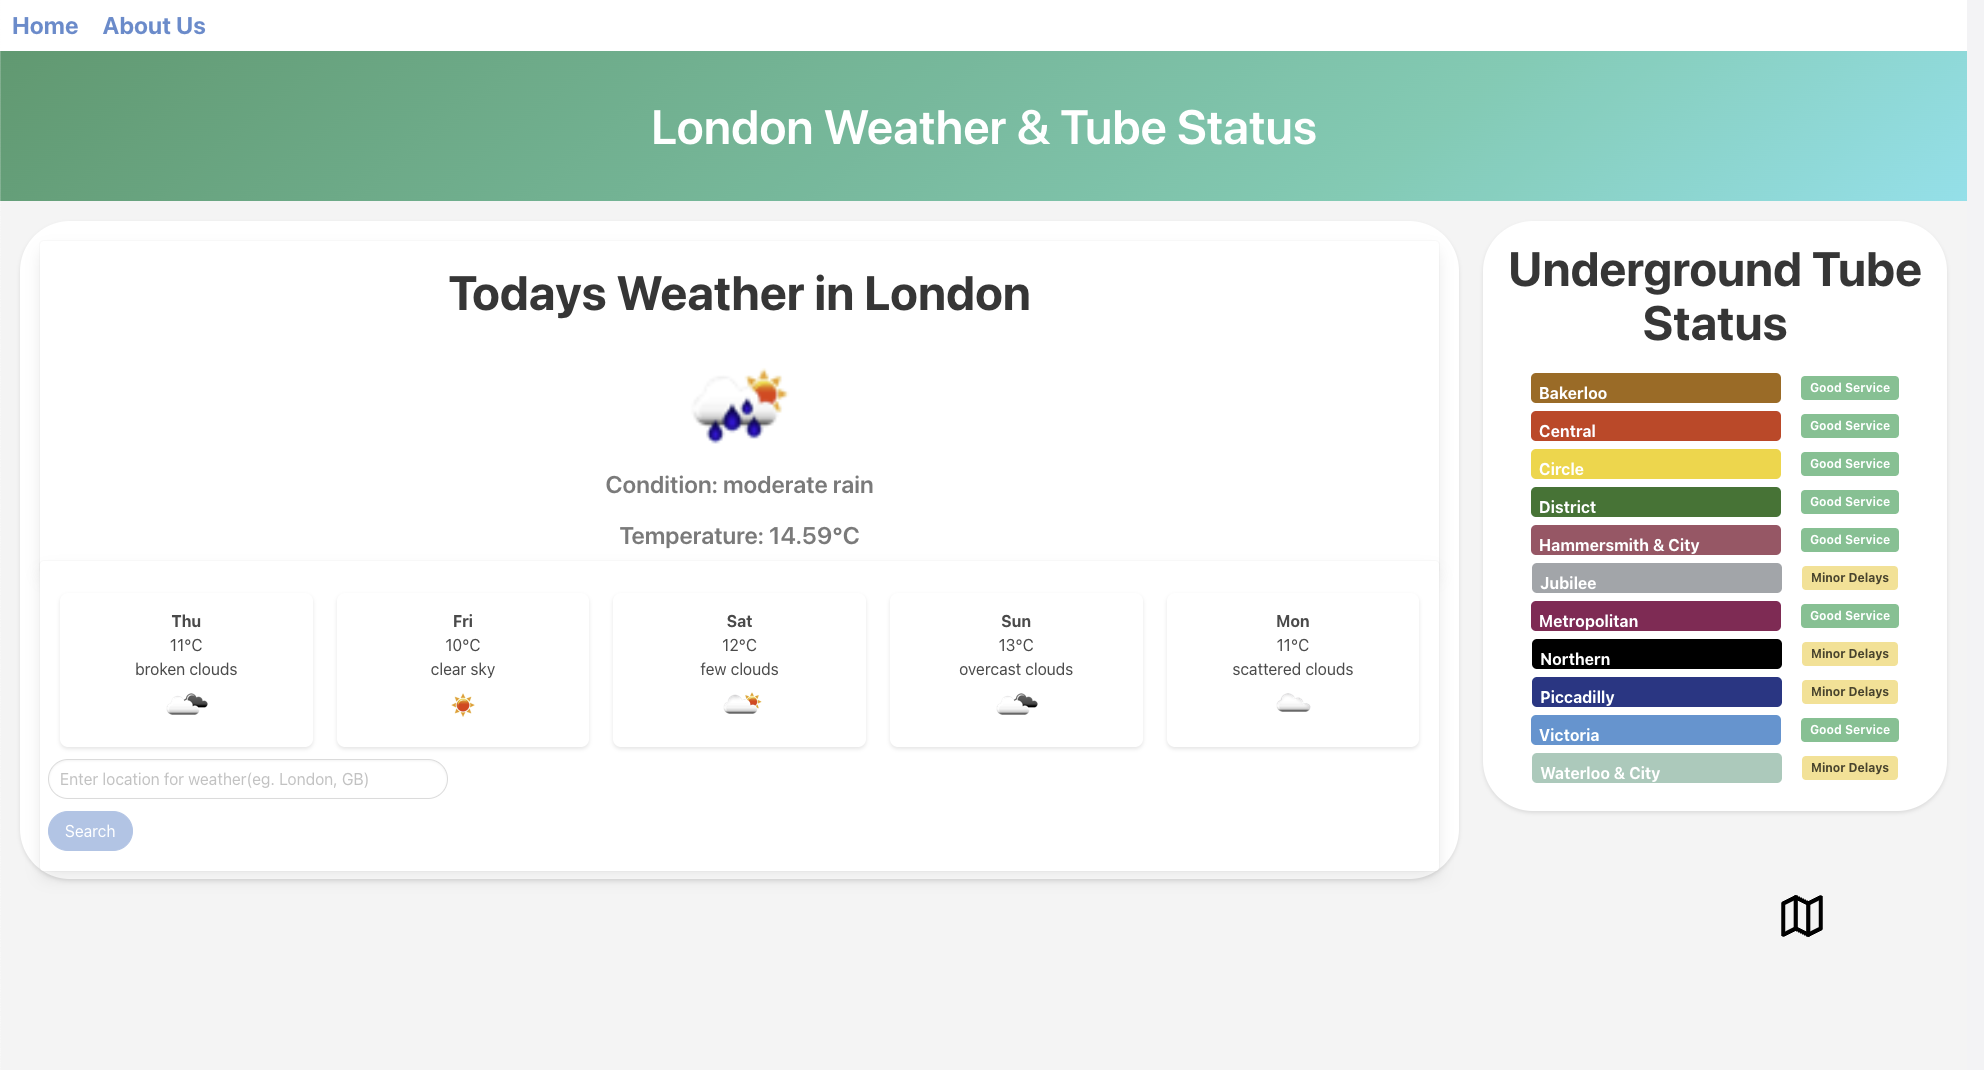 Home About Us
London Weather & Tube Status
Todays Weather in London
Condition: moderate rain
Temperature: 14.59°C
Thu
11°C
broken clouds
Fri
10°C
clear sky
Sat
12°C
few clouds
Sun
13°C
overcast clouds
Mon
11°C
scattered clouds
Enter location for weather(eg. London, GB)
Search
Underground Tube
Status
Bakerloo Good Service
Central Good Service
Circle Good Service
District Good Service
Hammersmith & City Good Service
Jubilee Minor Delays
Metropolitan Good Service
Northern Minor Delays
Piccadilly Minor Delays
Victoria Good Service
Waterloo & City Minor Delays